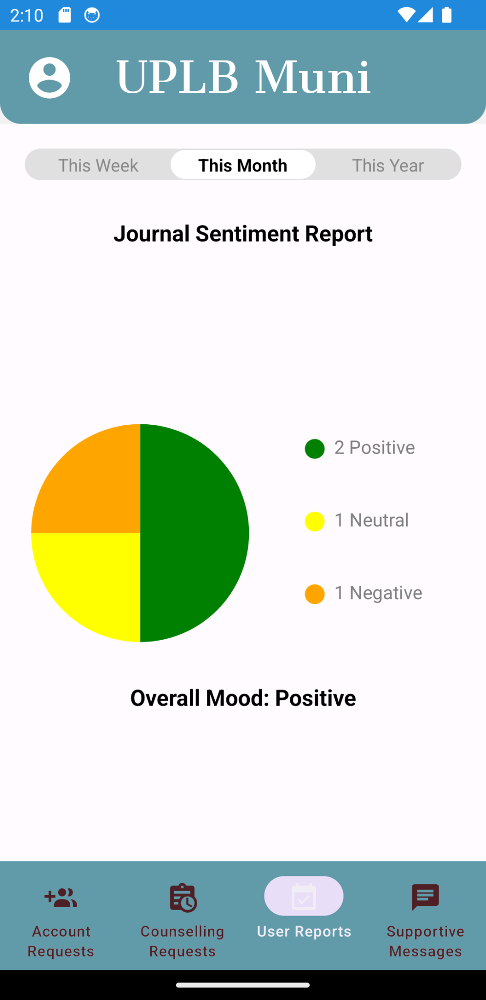 2:10
UPLB Muni
This Week This Month This Year
Journal Sentiment Report
2 Positive
1 Neutral
1 Negative
Overall Mood: Positive
Account Requests
Counselling Requests
User Reports
Supportive Messages